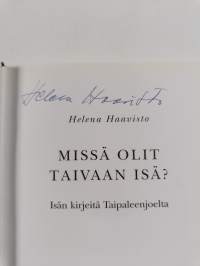 Helena Haavisto
Helena Haavisto
MISSÄ OLIT
TAIVAAN ISÄ?
Isän kirjeitä Taipaleenjoelta